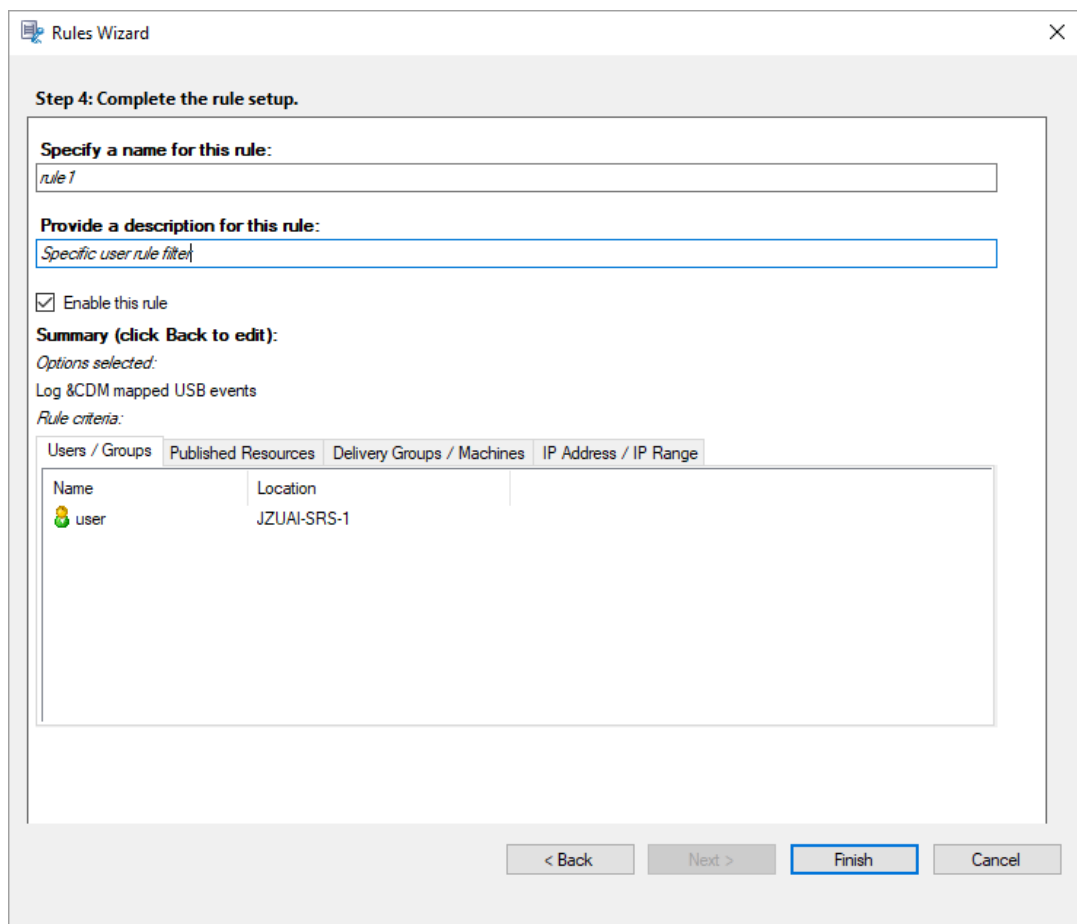 Rules Wizard
Step 4: Complete the rule setup.
Specify a name for this rule:
rule1
Provide a description for this rule:
Specific user rule filter
Enable this rule
Summary (click Back to edit):
Options selected:
Log &CDM mapped USB events
Rule criteria:
Users / Groups Published Resources Delivery Groups / Machines IP Address / IP Range
Name Location
user JZUAI-SRS-1
< Back Next > Finish Cancel